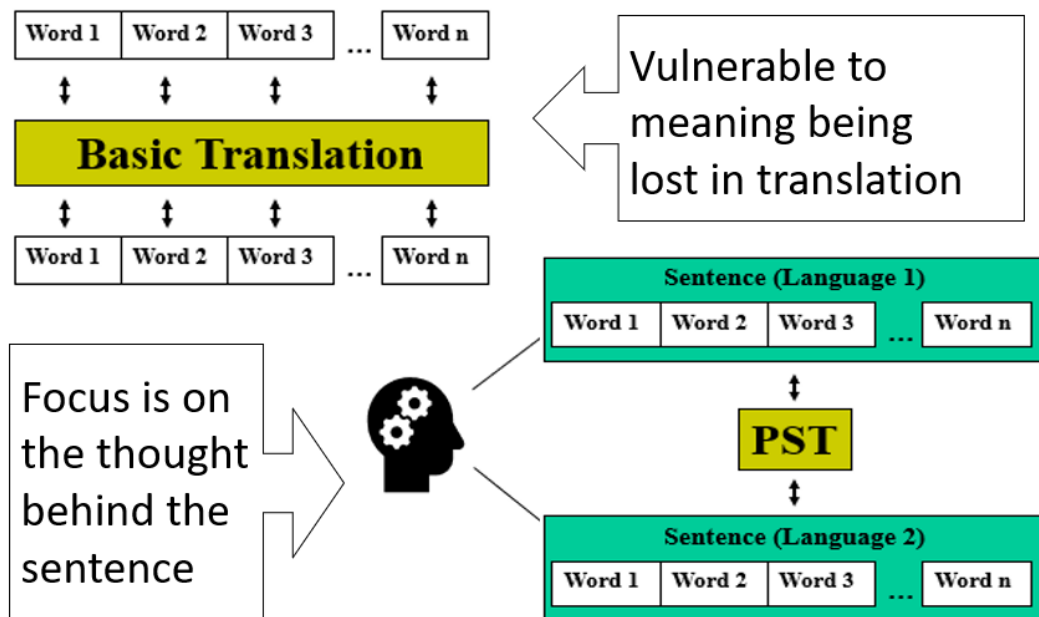 Word 1 Word 2 Word 3 ... Word n
Basic Translation
Word 1 Word 2 Word 3 ... Word n
Vulnerable to
meaning being
lost in translation
Sentence (Language 1)
Word 1 Word 2 Word 3 ... Word n
PST
Sentence (Language 2)
Word 1 Word 2 Word 3 ... Word n
Focus is on
the thought
behind the
sentence